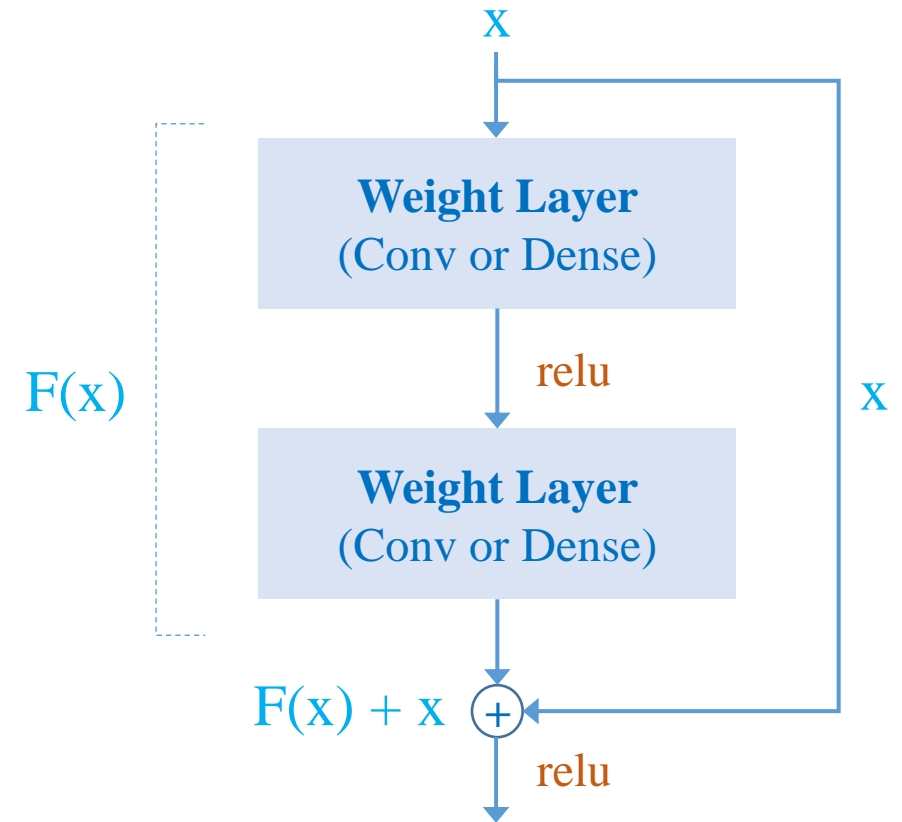 x
Weight Layer
(Conv or Dense)
relu
F(x)
x
Weight Layer
(Conv or Dense)
F(x) + x
+
relu